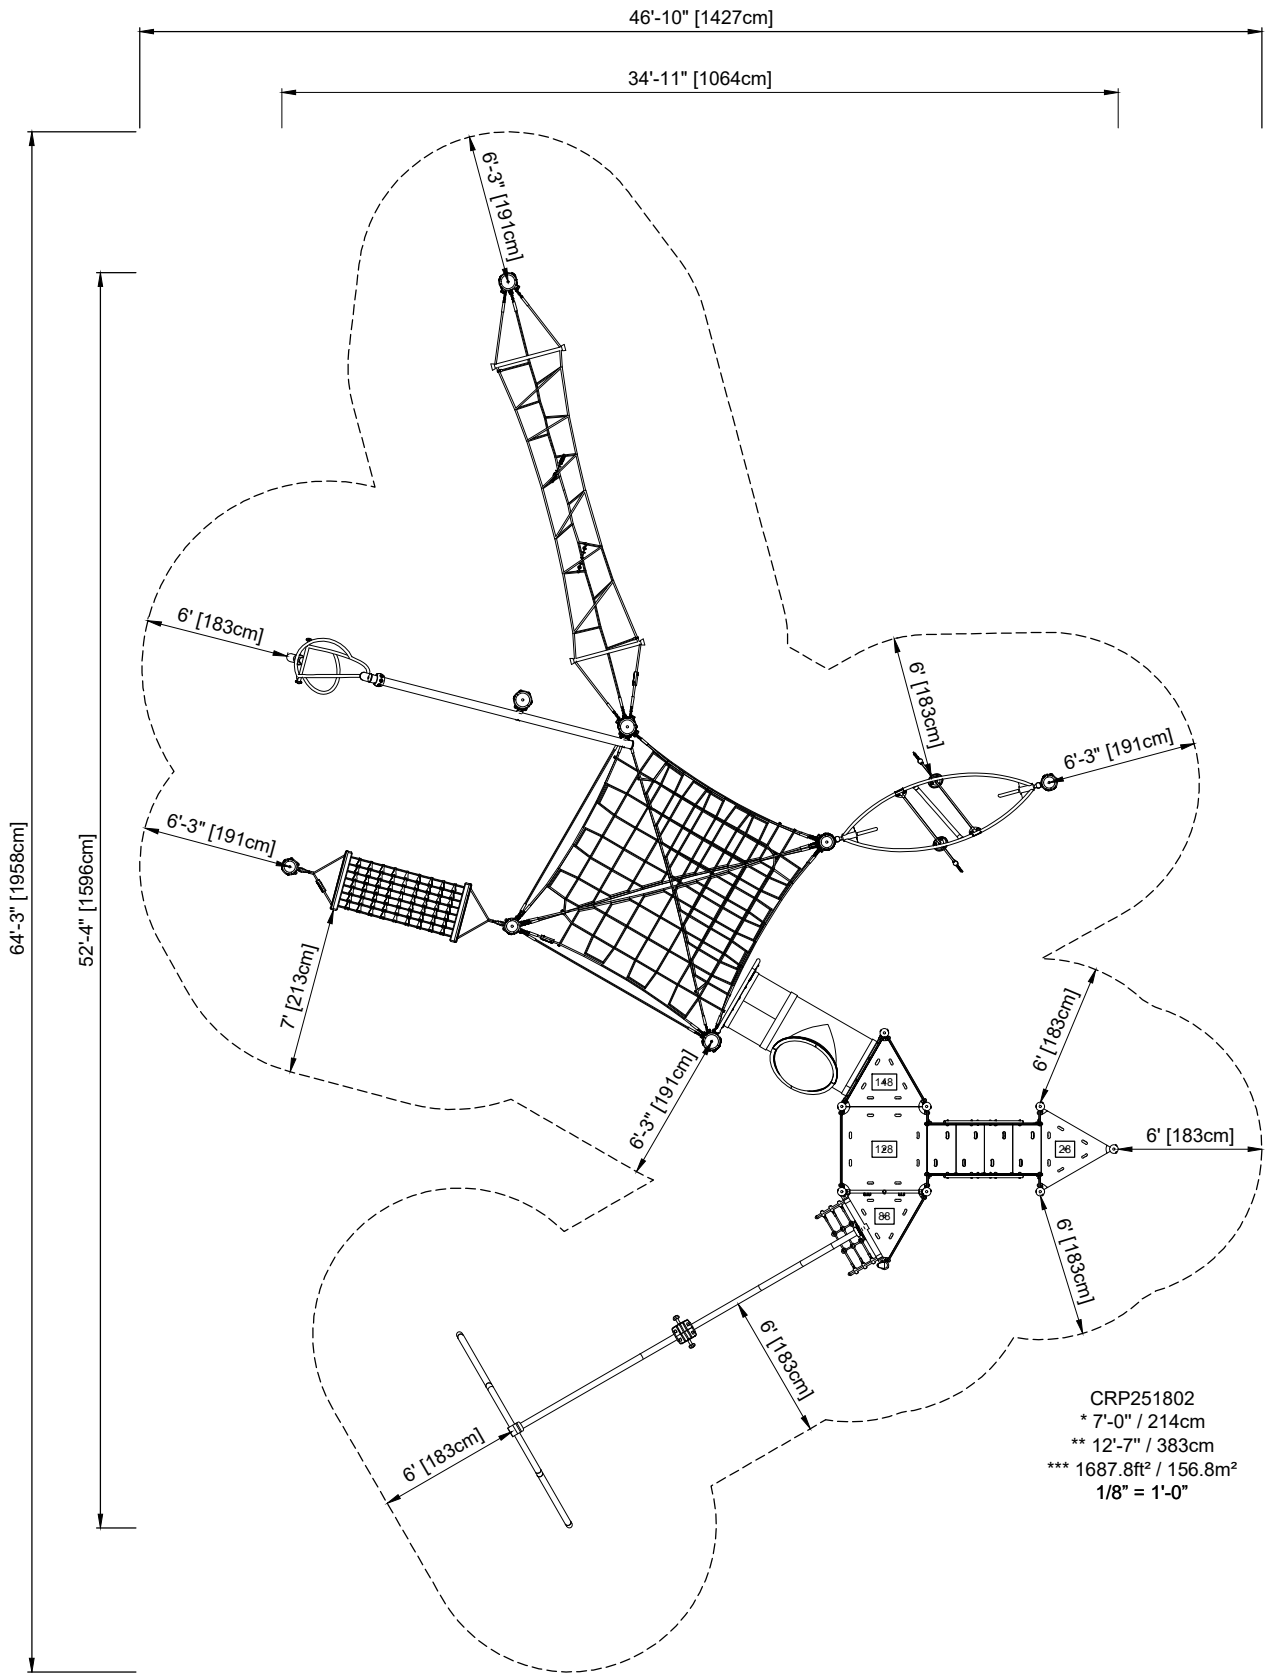 46'-10" [1427cm]
34'-11" [1064cm]
6'-3" [191cm]
64'-3" [1958cm]
52'-4" [1596cm]
6' [183cm]
6' [183cm]
6'-3" [191cm]
6'-3" [191cm]
7' [213cm]
6'-3" [191cm]
6' [183cm]
148
128
26
6' [183cm]
88
6' [183cm]
6' [183cm]
6' [183cm]
CRP251802
* 7'-0" / 214cm
** 12'-7" / 383cm
*** 1687.8ft² / 156.8m²
1/8" = 1'-0"